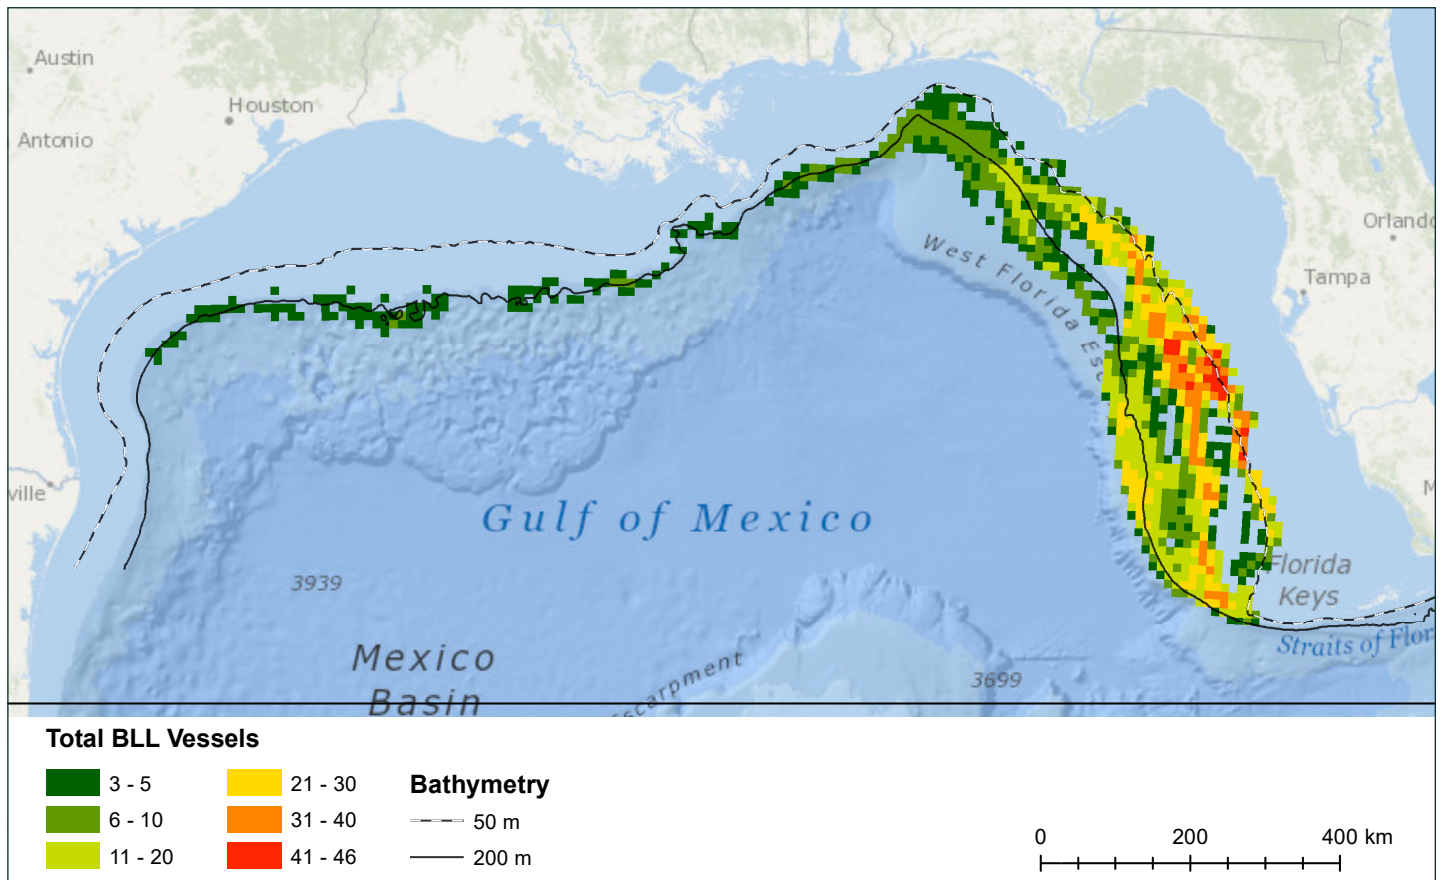 Austin
Houston
Antonio
Orlando
Tampa
West Florida Esc
ville
M
Gulf of Mexico
Florida
Keys
3939
Straits of Flor
Mexico
Basin
Escarpment
3699
Total BLL Vessels
3 - 5
6 - 10
11 - 20
21 - 30
31 - 40
41 - 46
Bathymetry
50 m
200 m
0 200 400 km